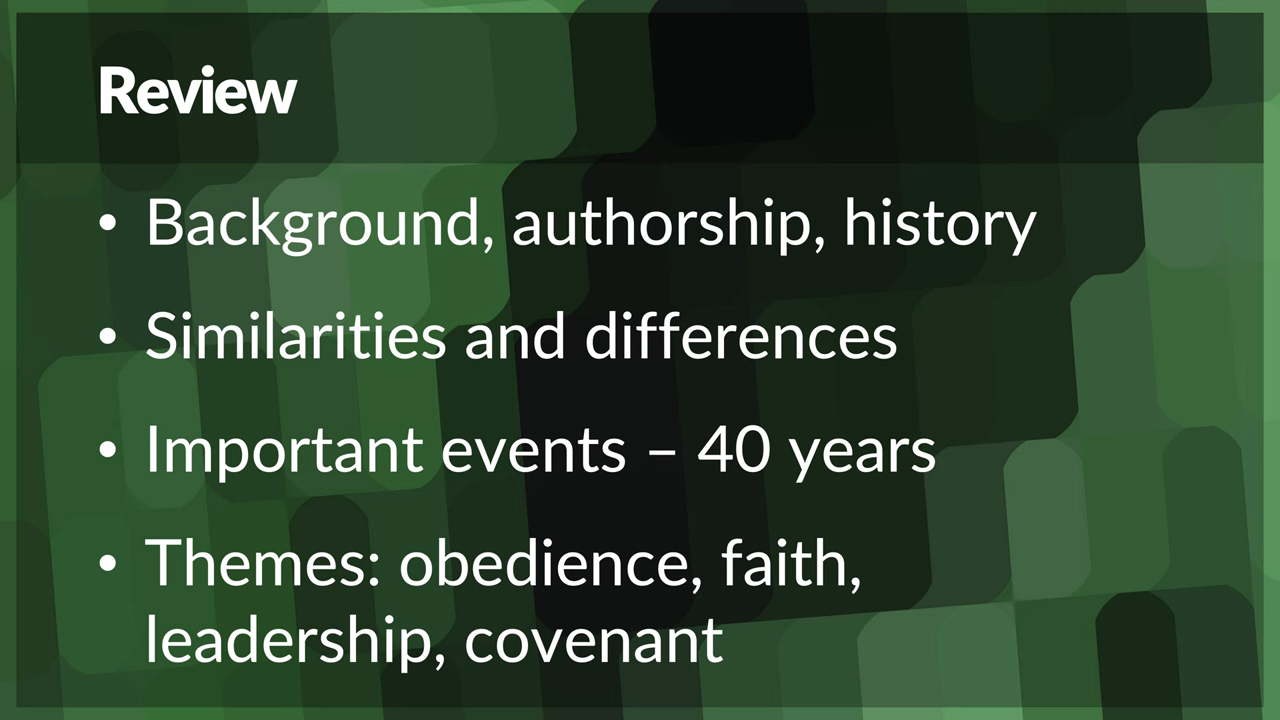 Review
• Background, authorship, history
• Similarities and differences
• Important events – 40 years
• Themes: obedience, faith,
leadership, covenant